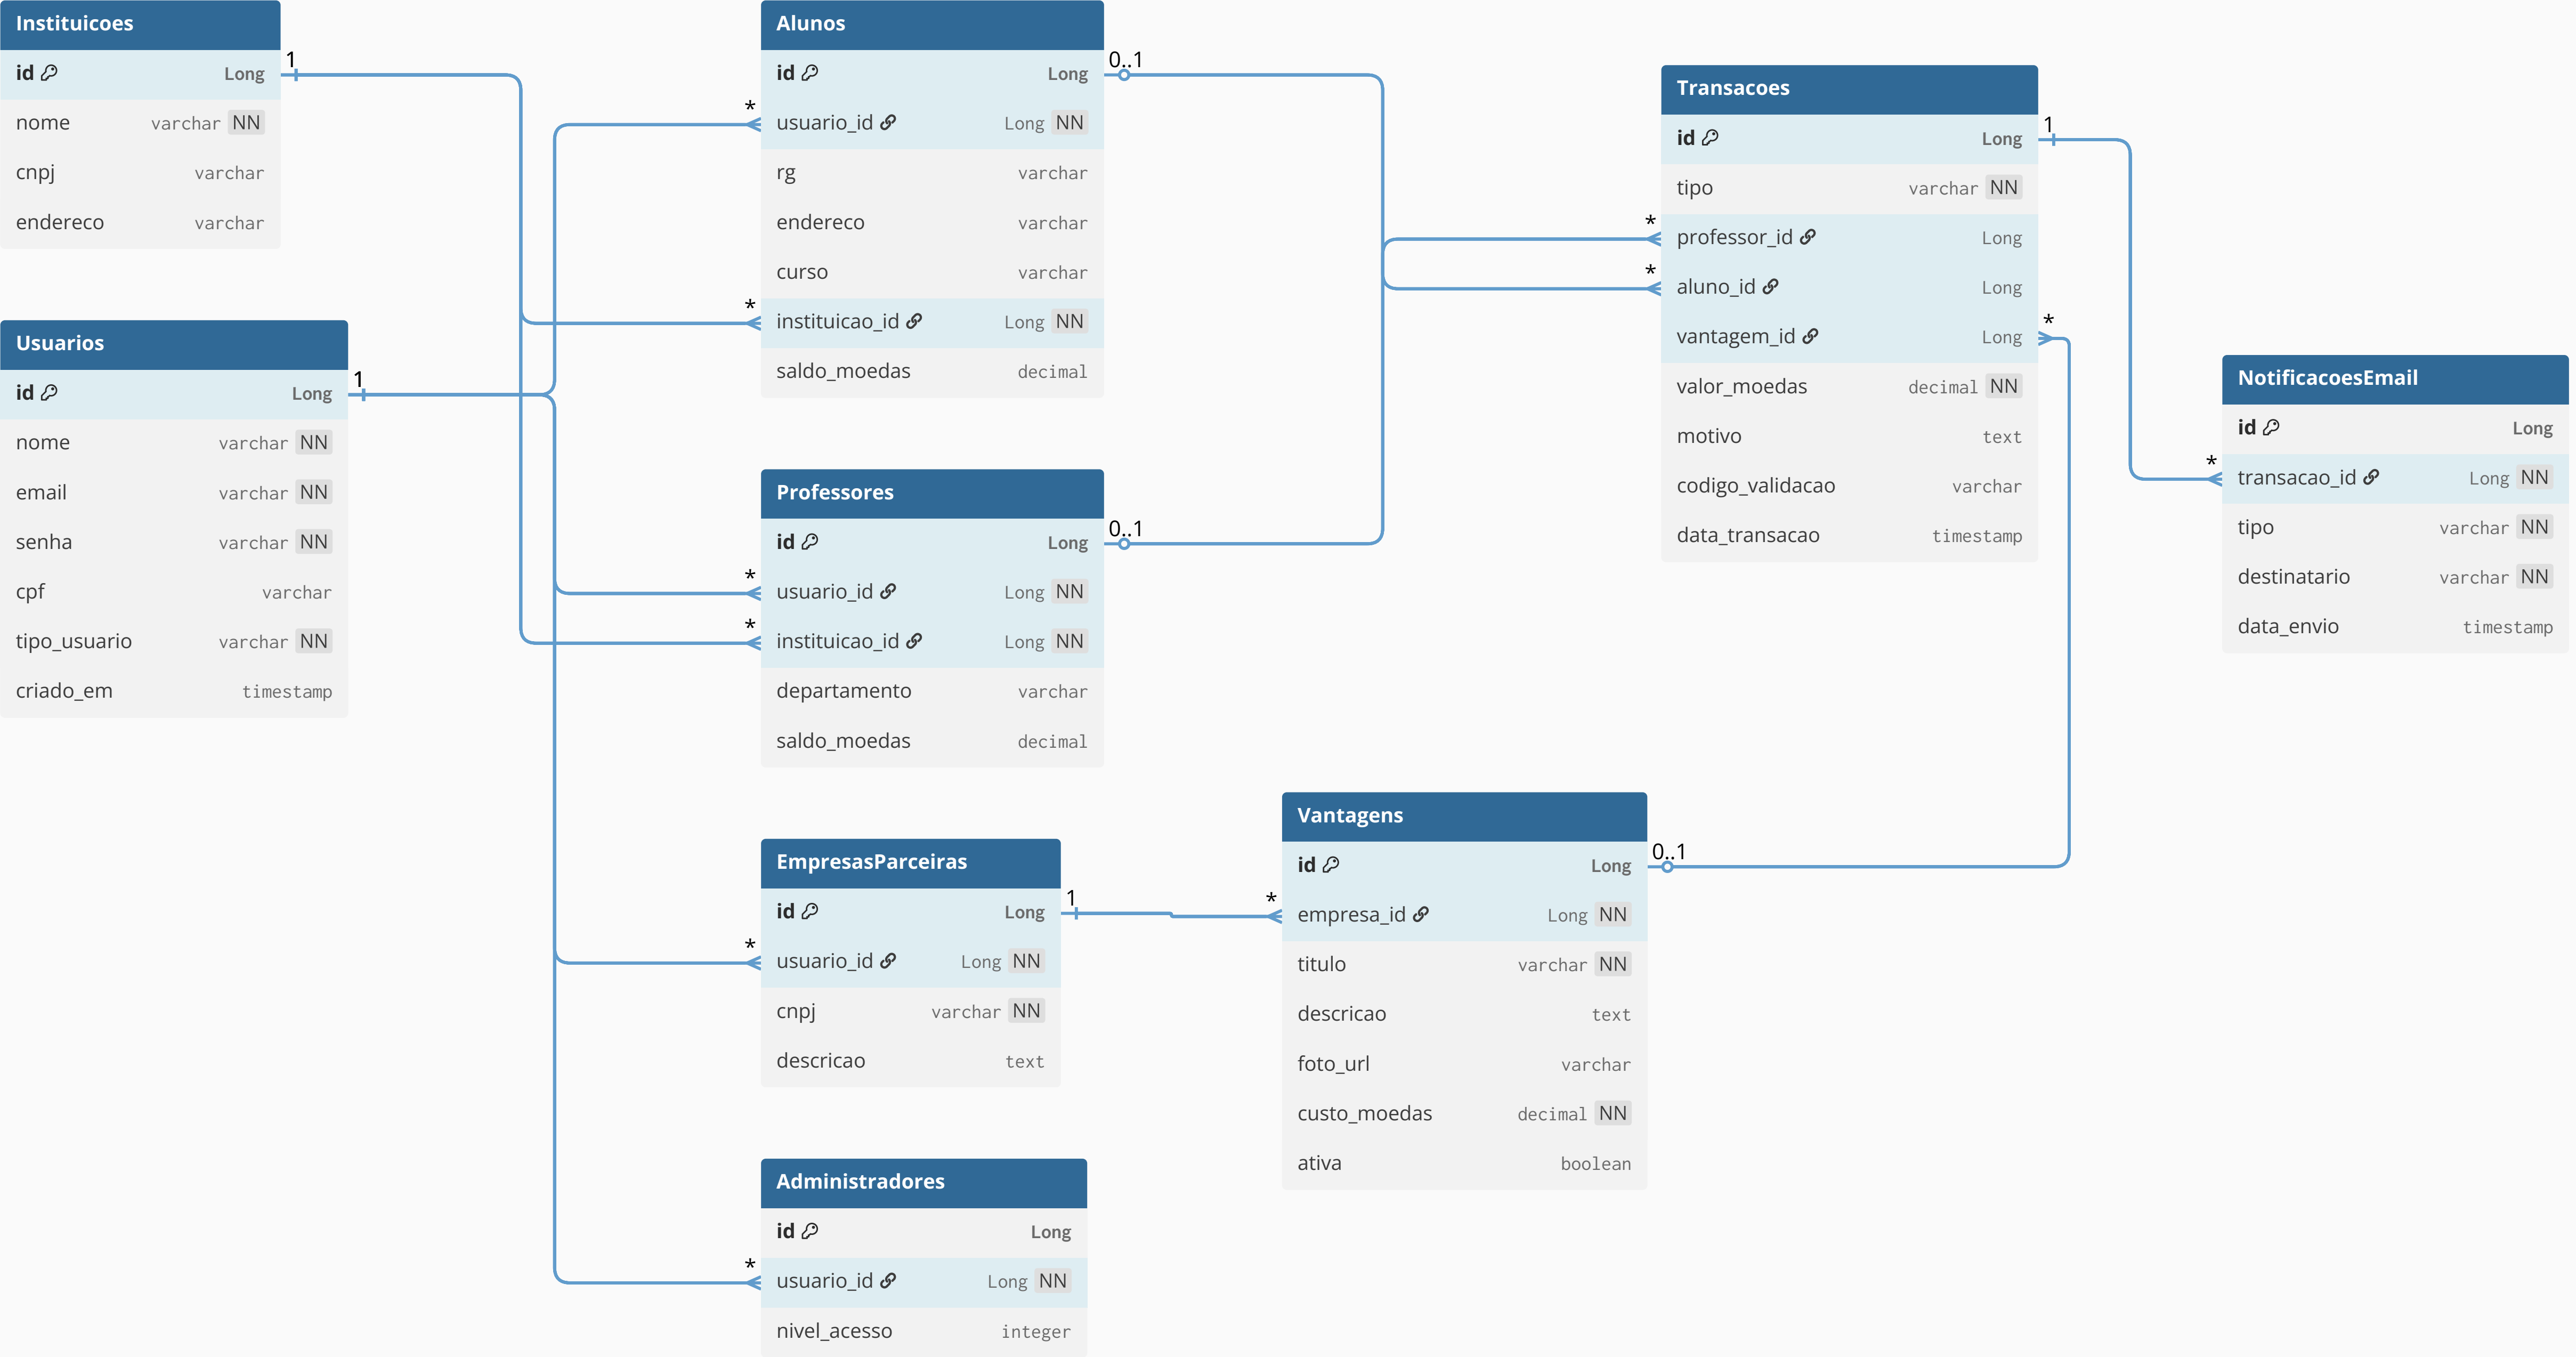 Instituicoes
id Long
nome varchar NN
cnpj varchar
endereco varchar
1
Usuarios
id Long
nome varchar NN
email varchar NN
senha varchar NN
cpf varchar
tipo_usuario varchar NN
criado_em timestamp
1
Alunos
id Long
usuario_id Long NN
rg varchar
endereco varchar
curso varchar
instituicao_id Long NN
saldo_moedas decimal
0..1
*
*
Professores
id Long
usuario_id Long NN
instituicao_id Long NN
departamento varchar
saldo_moedas decimal
0..1
*
*
EmpresasParceiras
id Long
usuario_id Long NN
cnpj varchar NN
descricao text
1
*
Administradores
id Long
usuario_id Long NN
nivel_acesso integer
*
Vantagens
id Long
empresa_id Long NN
titulo varchar NN
descricao text
foto_url varchar
custo_moedas decimal NN
ativa boolean
0..1
*
Transacoes
id Long
tipo varchar NN
professor_id Long
aluno_id Long
vantagem_id Long
valor_moedas decimal NN
motivo text
codigo_validacao varchar
data_transacao timestamp
1
*
*
*
NotificacoesEmail
id Long
transacao_id Long NN
tipo varchar NN
destinatario varchar NN
data_envio timestamp
*